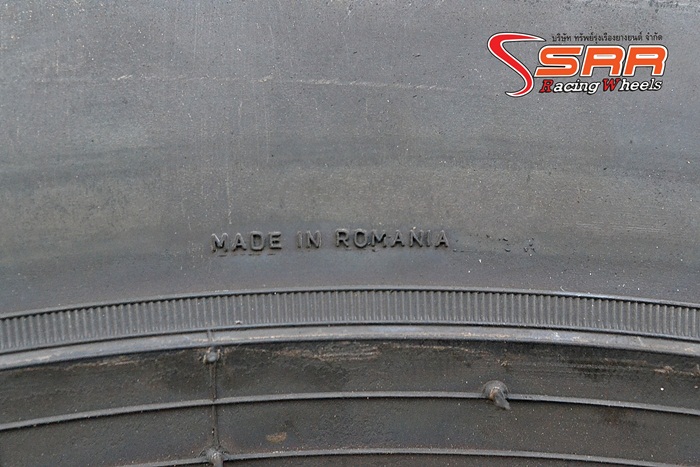 บริษัท ทรัพย์รุ่งเรืองยางยนต์ จำกัด
SRR
Racing Wheels
MADE IN ROMANIA